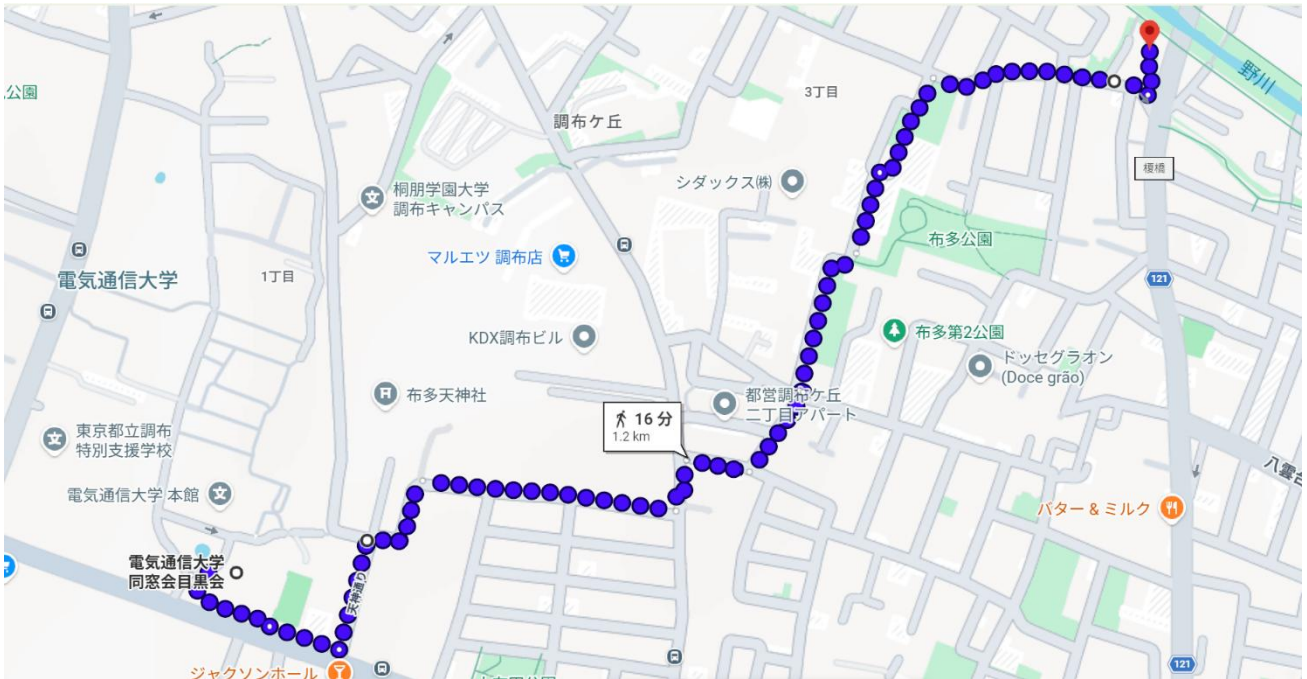 公園
野川
3丁目
調布ケ丘
榎橋
シダックス㈱
桐朋学園大学
調布キャンパス
布多公園
マルエツ 調布店
電気通信大学
1丁目
121
KDX調布ビル
布多第2公園
ドッセグラオン
(Doce grão)
布多天神社
都営調布ケ丘
二丁目アパート
16 分
1.2 km
東京都立調布
特別支援学校
八雲台
電気通信大学 本館
バター & ミルク
電気通信大学
同窓会目黒会
天神通り
121
ジャクソンホール